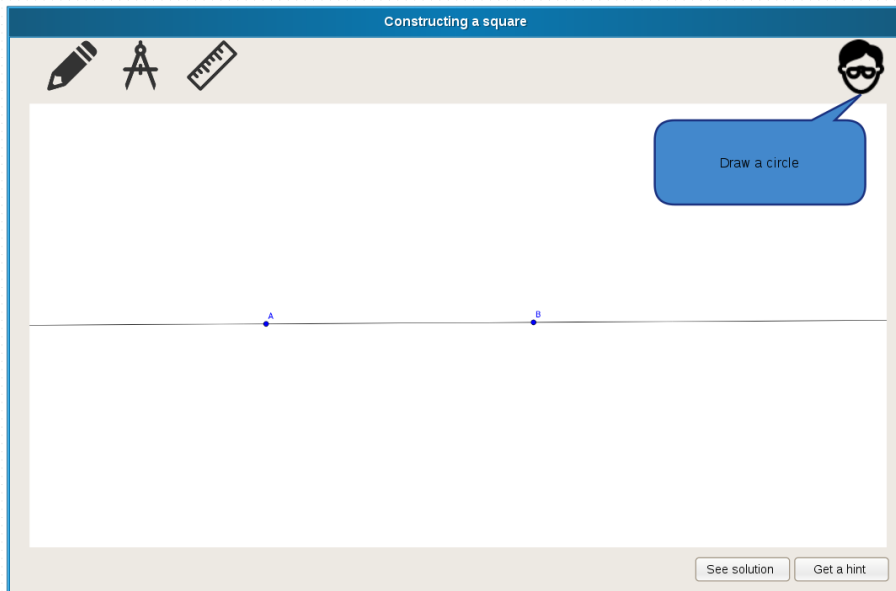 Constructing a square
Draw a circle
A
B
See solution
Get a hint